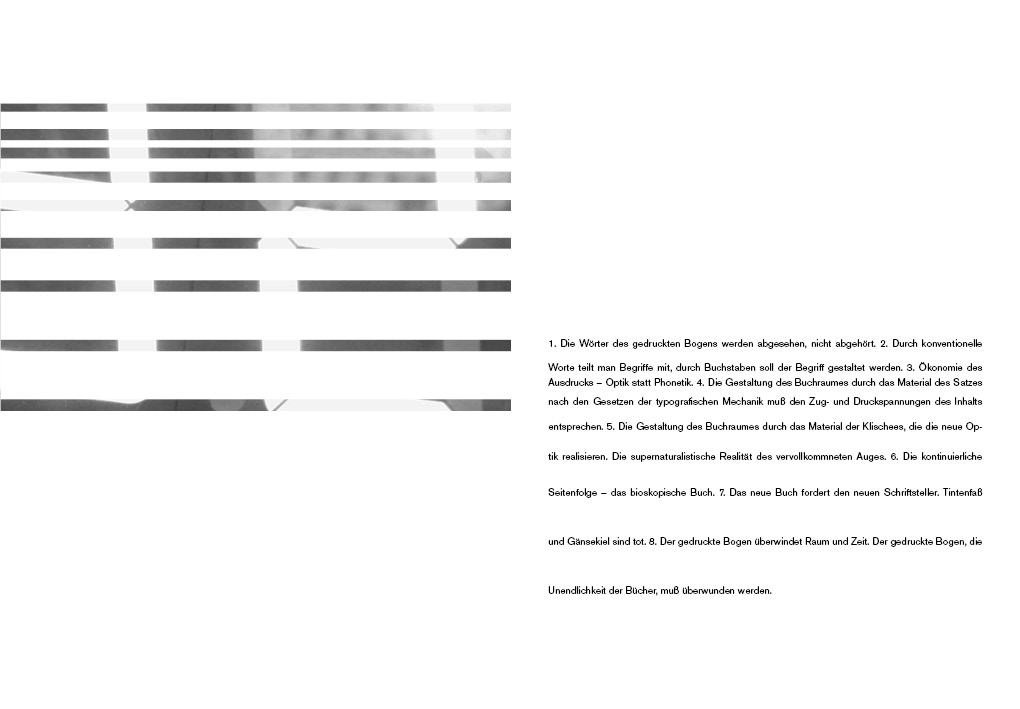 1. Die Wörter des gedruckten Bogens werden abgesehen, nicht abgehört. 2. Durch konventionelle
Worte teilt man Begriffe mit, durch Buchstaben soll der Begriff gestaltet werden. 3. Ökonomie des
Ausdrucks – Optik statt Phonetik. 4. Die Gestaltung des Buchraumes durch das Material des Satzes
nach den Gesetzen der typografischen Mechanik muß den Zug- und Druckspannungen des Inhalts
entsprechen. 5. Die Gestaltung des Buchraumes durch das Material der Klischees, die die neue Op-
tik realisieren. Die supernaturalistische Realität des vervollkommneten Auges. 6. Die kontinuierliche
Seitenfolge – das bioskopische Buch. 7. Das neue Buch fordert den neuen Schriftsteller. Tintenfaß
und Gänsekiel sind tot. 8. Der gedruckte Bogen überwindet Raum und Zeit. Der gedruckte Bogen, die
Unendlichkeit der Bücher, muß überwunden werden.